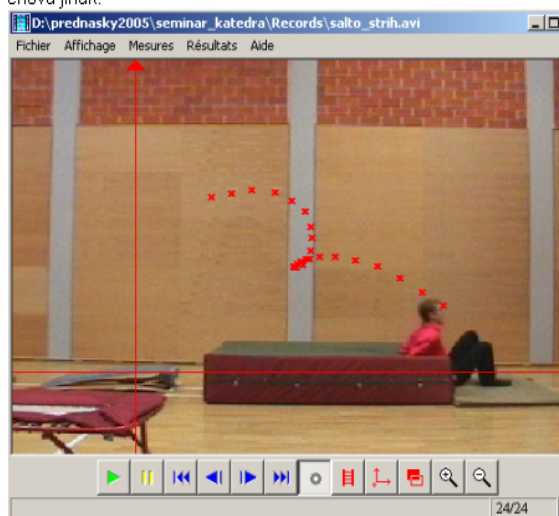 D:\prednasky2005\seminar_katedra\Records\salto_strih.avi
Fichier Affichage Mesures Résultats Aide
24/24